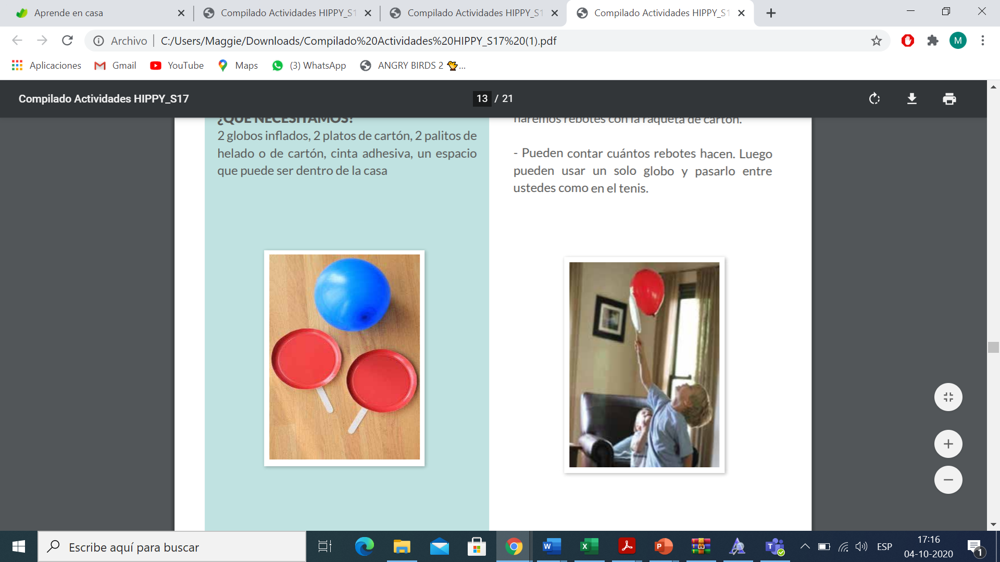 Aprende en casa
Compilado Actividades HIPPY_S1
Compilado Actividades HIPPY_S1
Compilado Actividades HIPPY_S1
Archivo
C:/Users/Maggie/Downloads/Compilado%20Actividades%20HIPPY_S17%20(1).pdf
M
Aplicaciones
Gmail
YouTube
Maps
(3) WhatsApp
ANGRY BIRDS 2 🐤...
Compilado Actividades HIPPY_S17
13 / 21
¿QUÉ NECESITAMOS?
2 globos inflados, 2 platos de cartón, 2 palitos de
helado o de cartón, cinta adhesiva, un espacio
que puede ser dentro de la casa
haremos rebotes con la raqueta de cartón.
- Pueden contar cuántos rebotes hacen. Luego
pueden usar un solo globo y pasarlo entre
ustedes como en el tenis.
Escribe aquí para buscar
ESP
17:16
04-10-2020
1